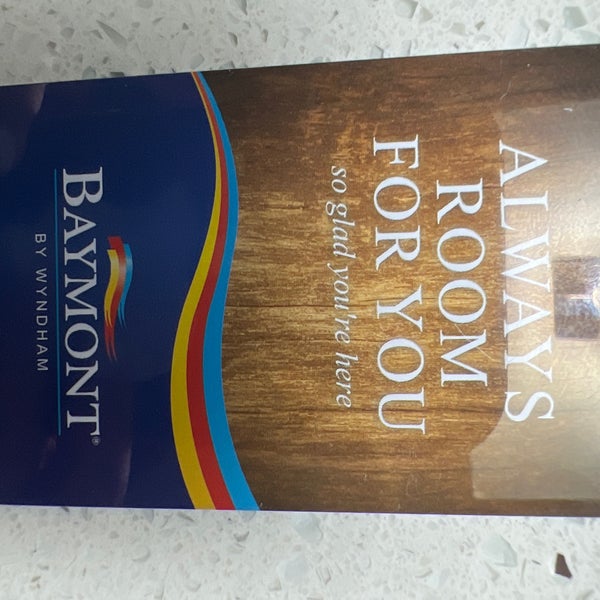 ALWAYS
ROOM
FOR YOU
so glad you're here
BAYMONT®
BY WYNDHAM